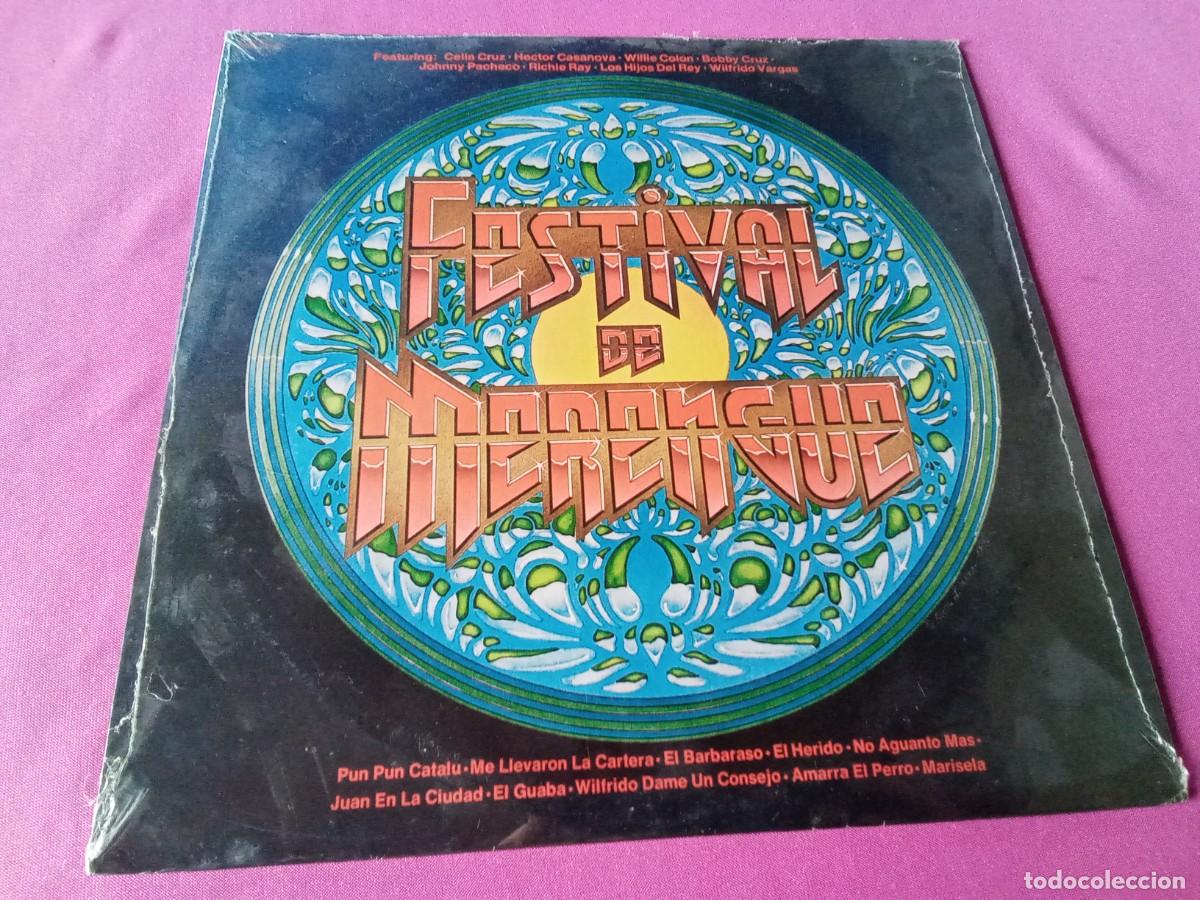 Featuring: Celia Cruz • Hector Casanova • Willie Colon • Bobby Cruz •
Johnny Pacheco • Richie Ray • Los Hijos Del Rey • Wilfrido Vargas
FESTIVAL
DE
MERENGUE
Pun Pun Catalu • Me Llevaron La Cartera • El Barbaraso • El Herido • No Aguanto Mas •
Juan En La Ciudad • El Guaba • Wilfrido Dame Un Consejo • Amarra El Perro • Marisela
todocoleccion